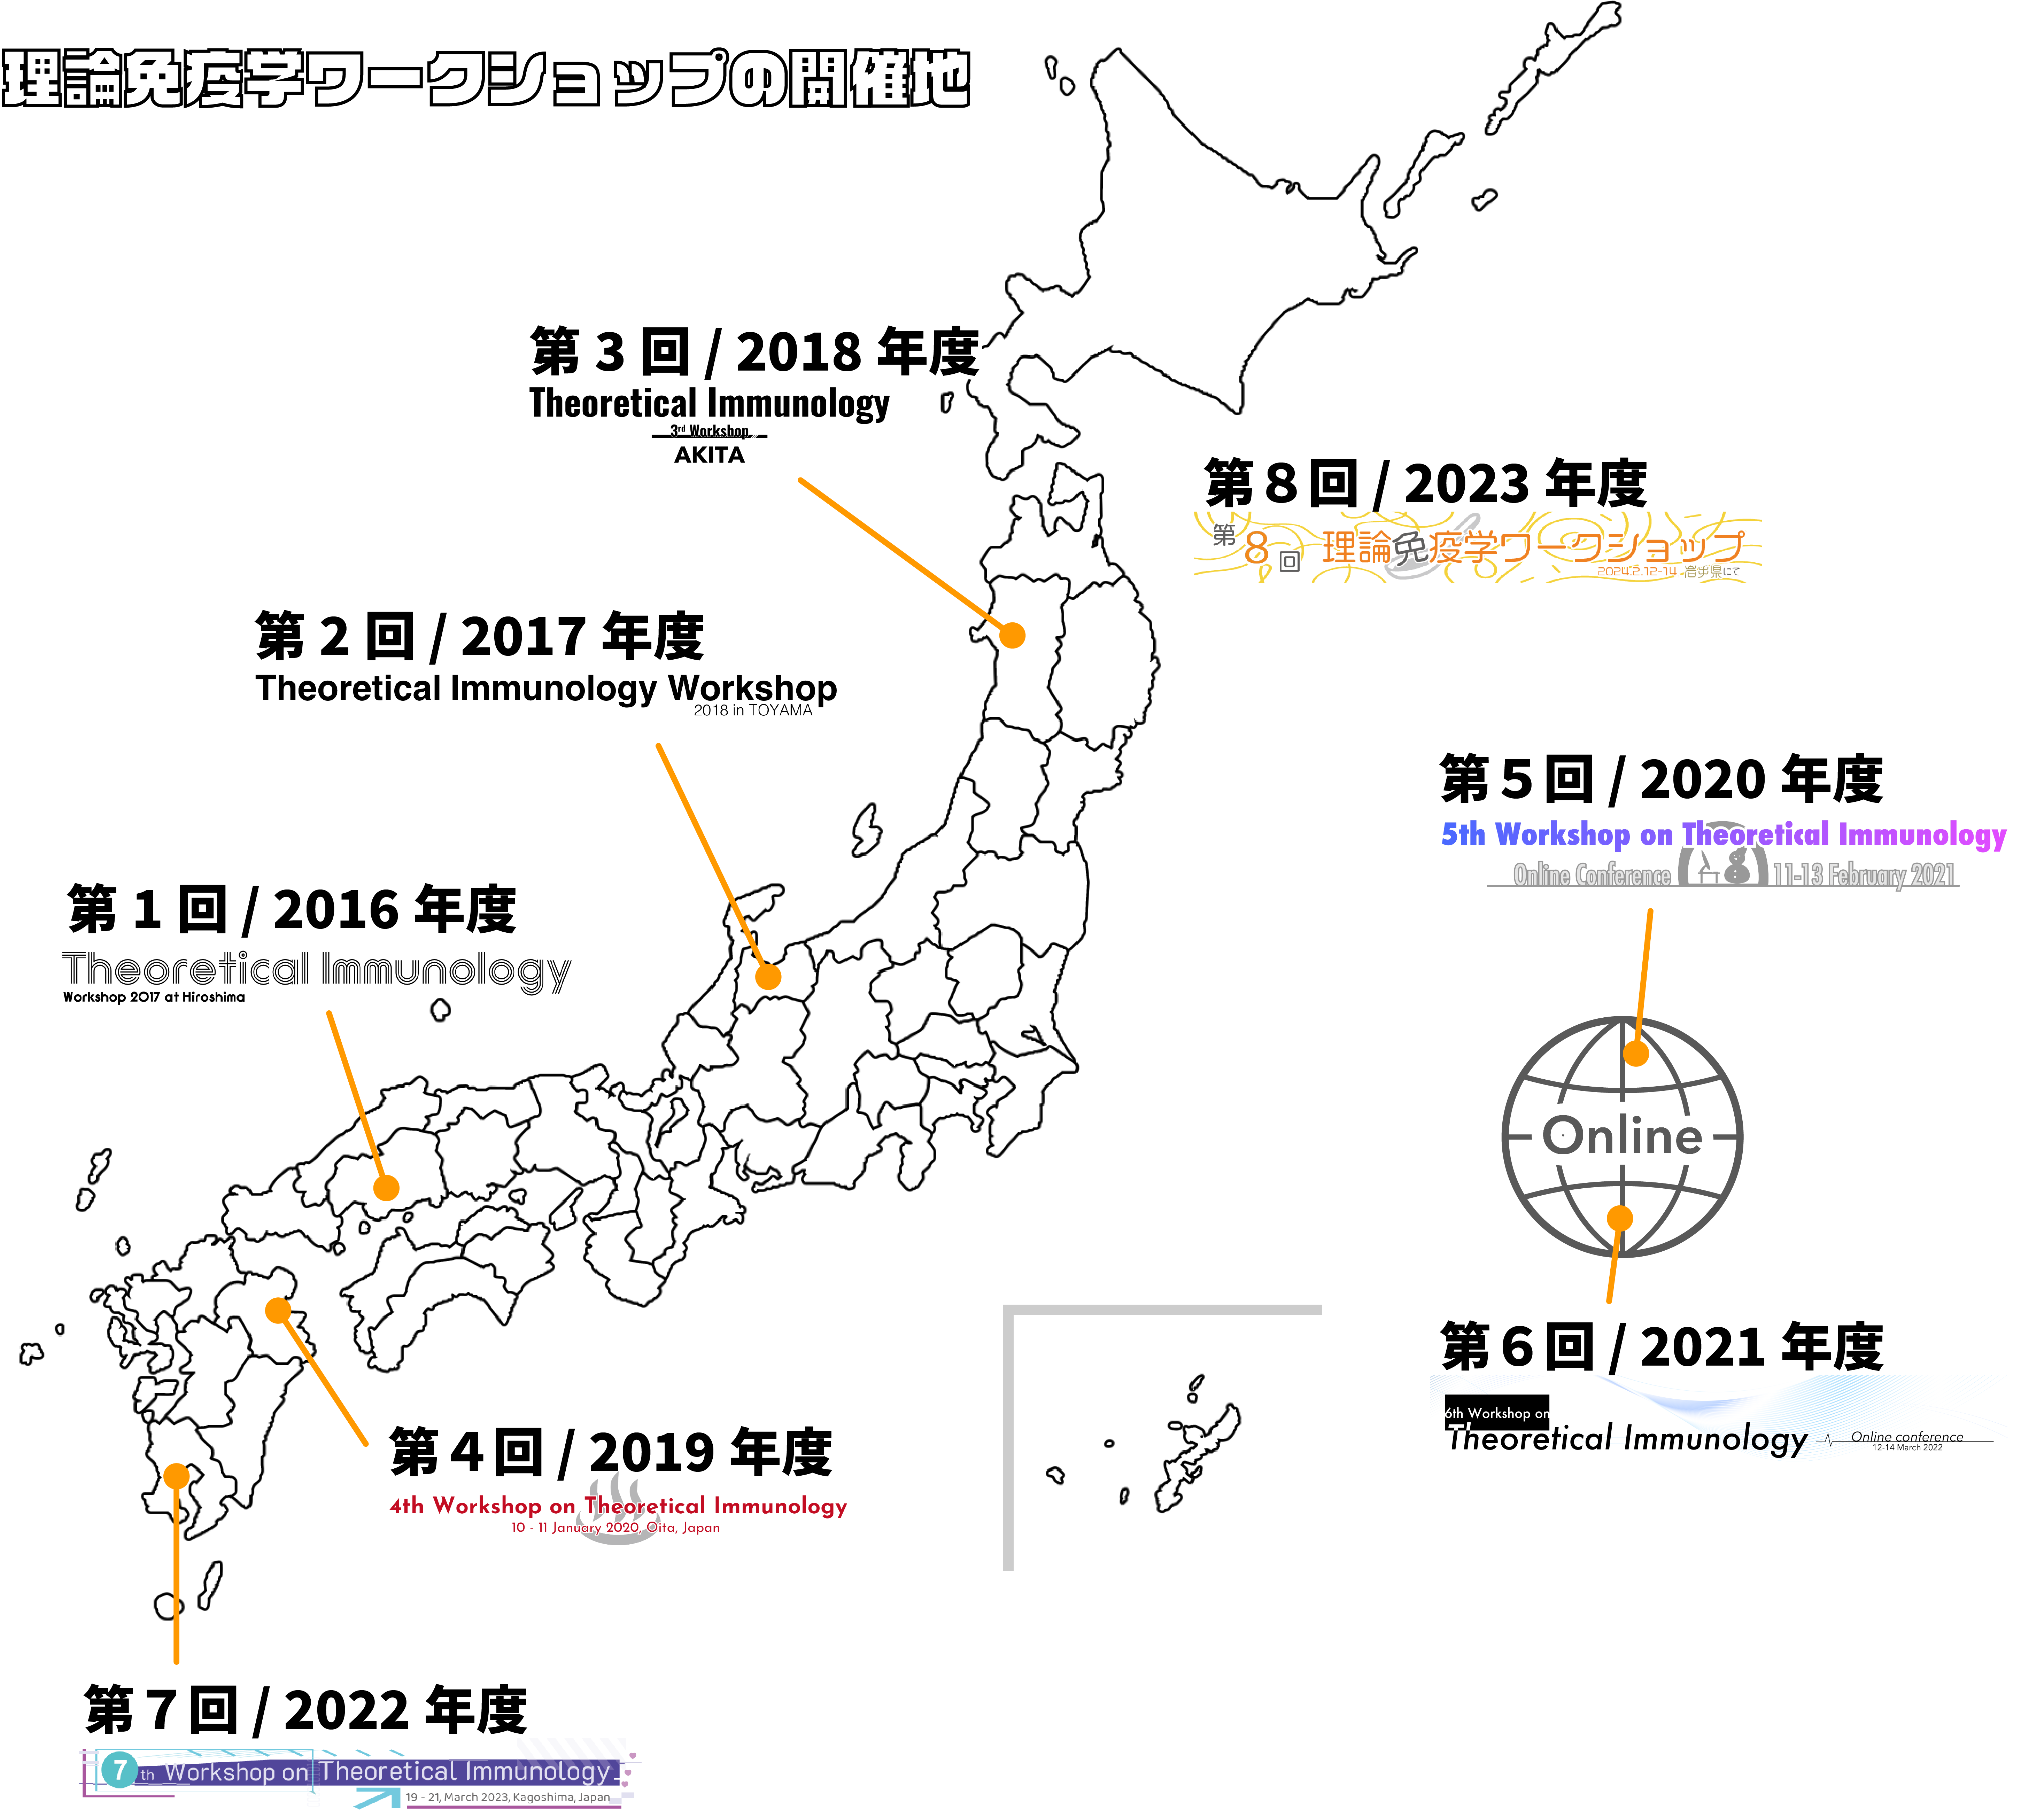 理論免疫学ワークショップの開催地
第 3 回 / 2018 年度
Theoretical Immunology
3rd Workshop
AKITA
第8回 / 2023 年度
第8回 理論免疫学ワークショップ
2024.2.12-14 岩手県にて
第 2 回 / 2017 年度
Theoretical Immunology Workshop
2018 in TOYAMA
第5回 / 2020 年度
5th Workshop on Theoretical Immunology
Online Conference 11-13 February 2021
第 1 回 / 2016 年度
Theoretical Immunology
Workshop 2017 at Hiroshima
Online
第6回 / 2021 年度
6th Workshop on
Theoretical Immunology
Online conference
12-14 March 2022
第4回 / 2019 年度
4th Workshop on Theoretical Immunology
10 - 11 January 2020, Oita, Japan
第7回 / 2022 年度
7th Workshop on Theoretical Immunology
19 - 21, March 2023, Kagoshima, Japan